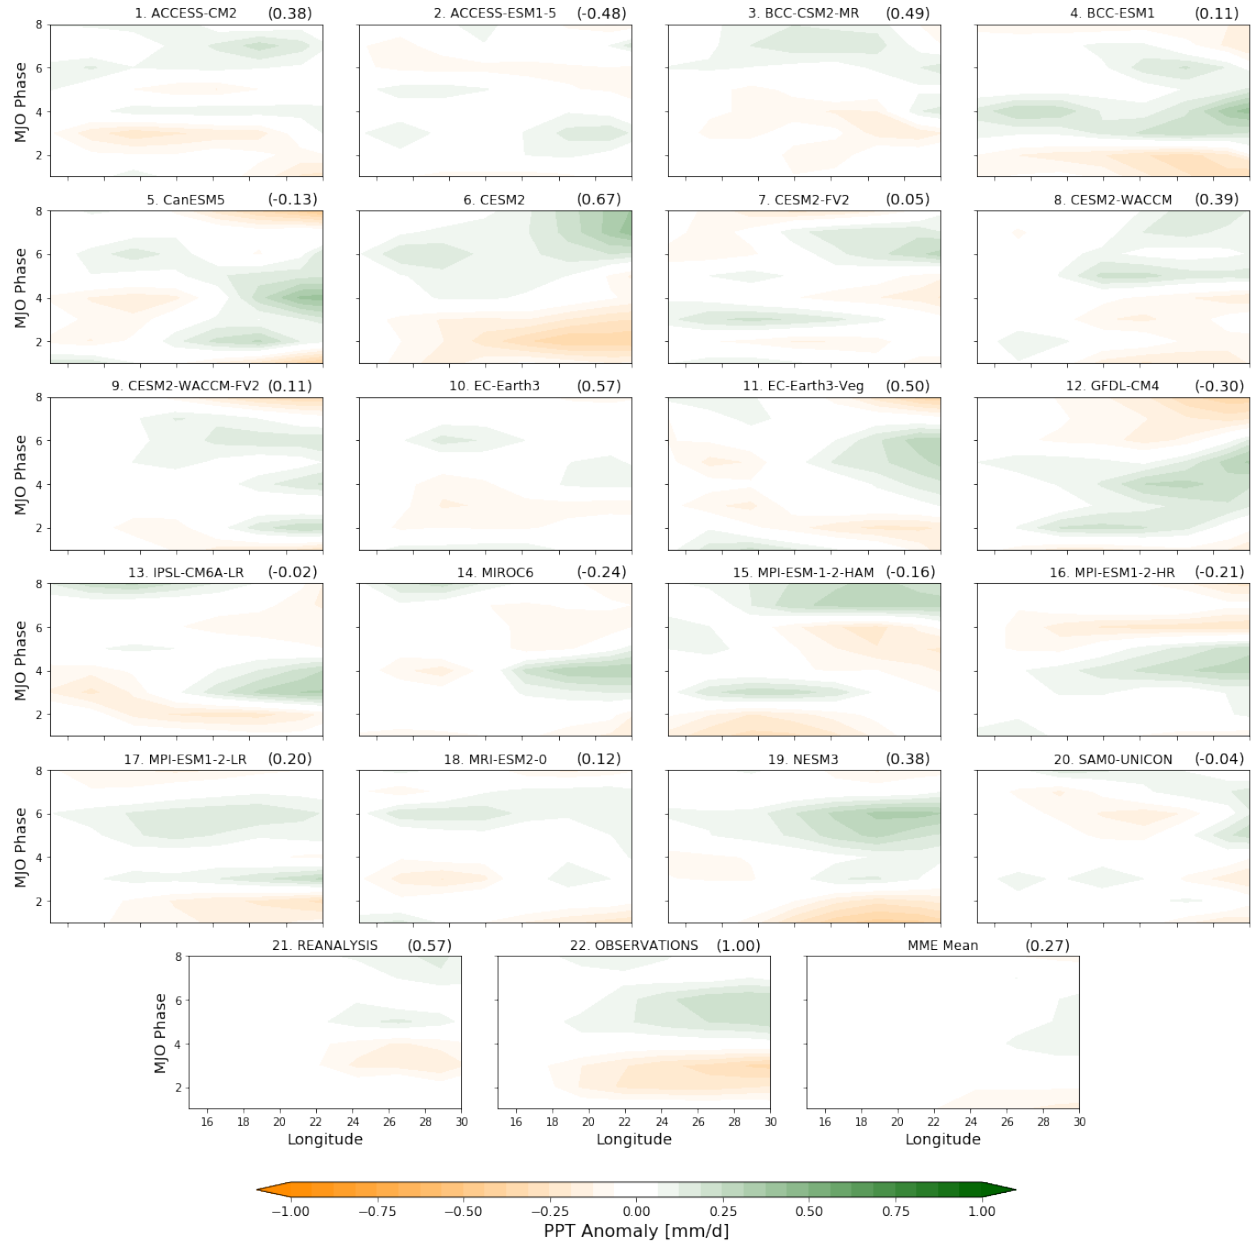 1. ACCESS-CM2 (0.38) 2. ACCESS-ESM1-5 (-0.48) 3. BCC-CSM2-MR (0.49) 4. BCC-ESM1 (0.11)
8
6
4
2
MJO Phase
5. CanESM5 (-0.13) 6. CESM2 (0.67) 7. CESM2-FV2 (0.05) 8. CESM2-WACCM (0.39)
8
6
4
2
MJO Phase
9. CESM2-WACCM-FV2 (0.11) 10. EC-Earth3 (0.57) 11. EC-Earth3-Veg (0.50) 12. GFDL-CM4 (-0.30)
8
6
4
2
MJO Phase
13. IPSL-CM6A-LR (-0.02) 14. MIROC6 (-0.24) 15. MPI-ESM-1-2-HAM (-0.16) 16. MPI-ESM1-2-HR (-0.21)
8
6
4
2
MJO Phase
17. MPI-ESM1-2-LR (0.20) 18. MRI-ESM2-0 (0.12) 19. NESM3 (0.38) 20. SAM0-UNICON (-0.04)
8
6
4
2
MJO Phase
21. REANALYSIS (0.57) 22. OBSERVATIONS (1.00) MME Mean (0.27)
8
6
4
2
MJO Phase
16 18 20 22 24 26 28 30 16 18 20 22 24 26 28 30 16 18 20 22 24 26 28 30
Longitude Longitude Longitude
−1.00 −0.75 −0.50 −0.25 0.00 0.25 0.50 0.75 1.00
PPT Anomaly [mm/d]